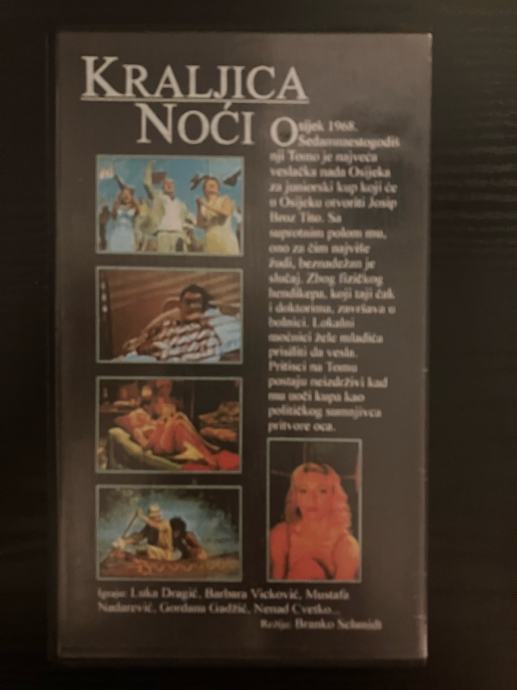 KRALJICA
NOĆI
Osijek 1968.
Sedamnaestogodiš
nji Tomo je najveća
veslačka nada Osijeka
za juniorski kup koji će
u Osijeku otvoriti Josip
Broz Tito. Sa
suprotnim polom mu,
ono za čim najviše
žudi, beznadežan je
slučaj. Zbog fizičkog
hendikepa, koji taji čak
i doktorima, završava u
bolnici. Lokalni
moćnici žele mladića
prisiliti da vesla.
Pritisci na Tomu
postaju neizdrživi kad
mu uoči kupa kao
političkog sumnjivca
pritvore oca.
Igraju: Luka Dragić, Barbara Vicković, Mustafa
Nadarević, Gordana Gadžić, Nenad Cvetko...
Režija: Branko Schmidt